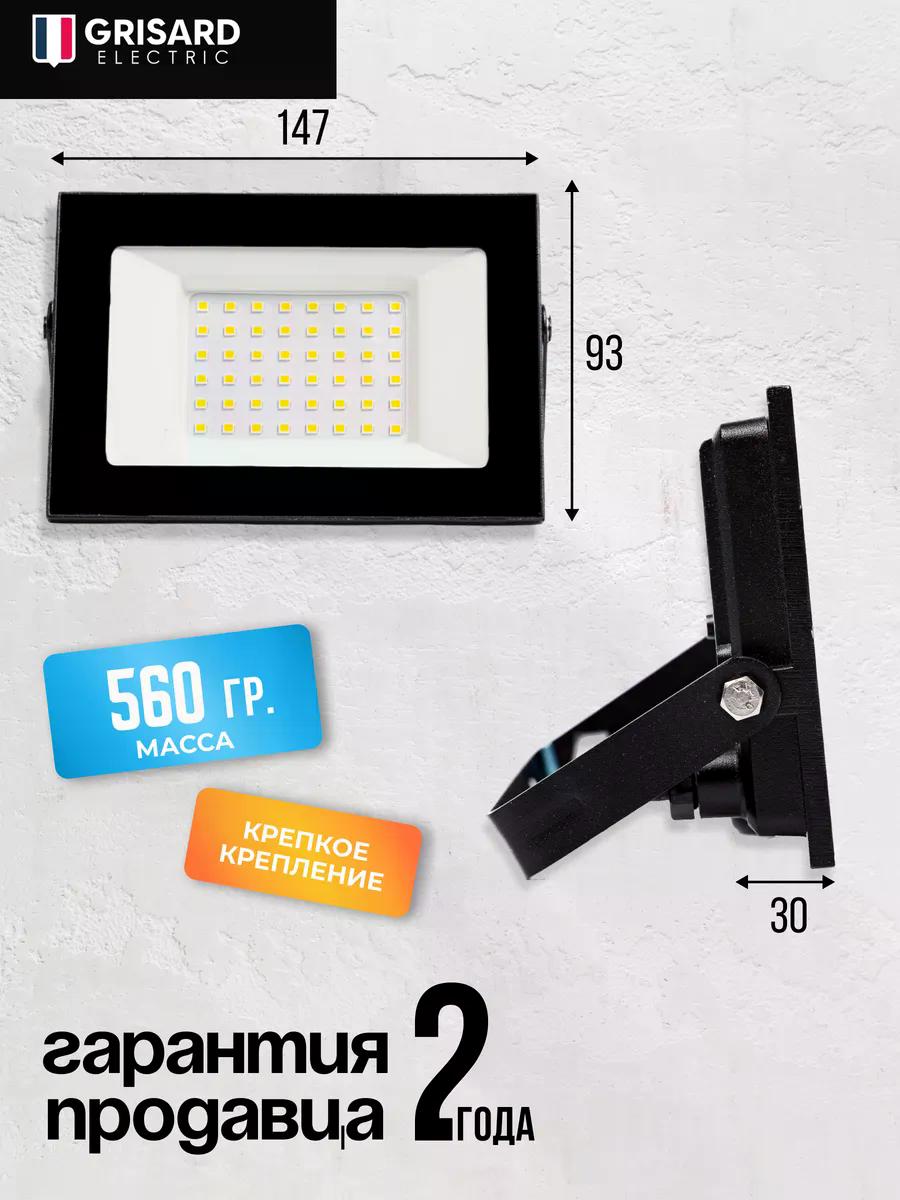 GRISARD
ELECTRIC
147
93
560 ГР.
МАССА
КРЕПКОЕ
КРЕПЛЕНИЕ
30
гарантия
продавца
2 ГОДА